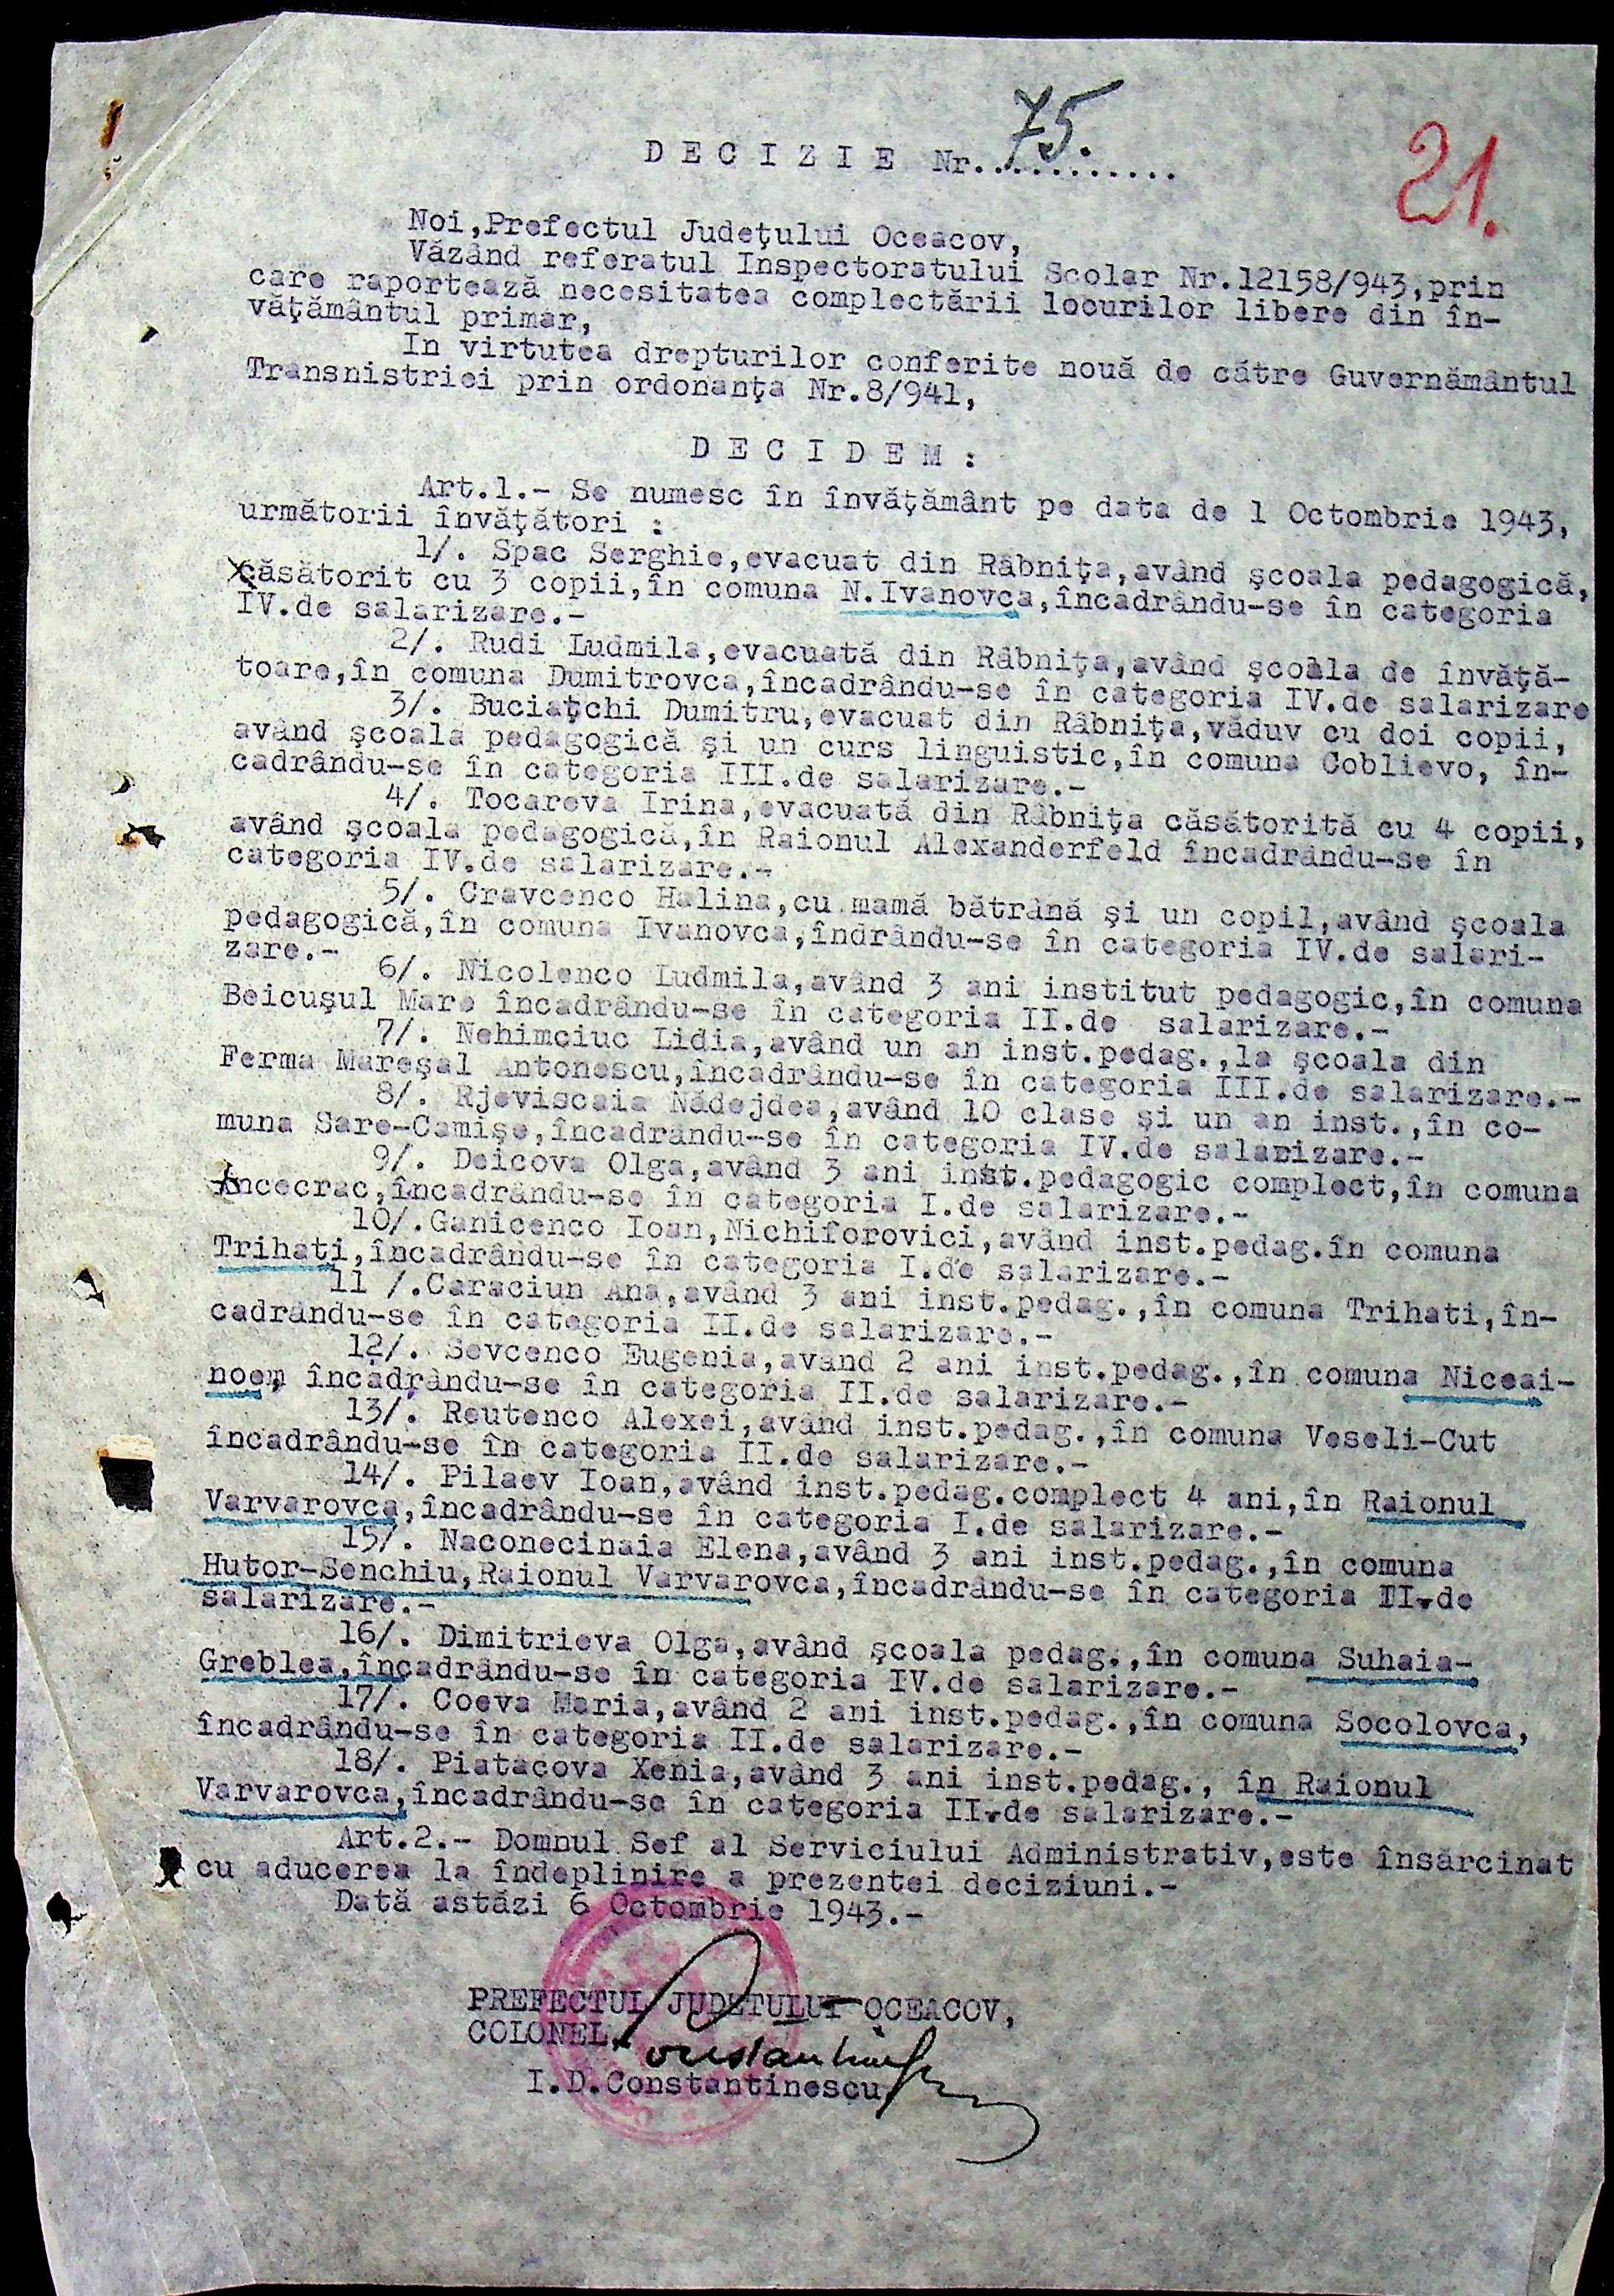 75.
21.
D E C I Z I E Nr............
Noi,Prefectul Judeţului Oceacov,
Văzând referatul Inspectoratului Scolar Nr.12158/943,prin
care raportează necesitatea complectării locurilor libere din în-
văţământul primar,
In virtutea drepturilor conferite nouă de către Guvernământul
Transnistriei prin ordonanţa Nr.8/941,
D E C I D E M :
Art.1.- Se numesc în învăţământ pe data de 1 Octombrie 1943,
următorii învăţători :
1/. Spac Serghie,evacuat din Râbniţa,având şcoala pedagogică,
căsătorit cu 3 copii,în comuna N.Ivanovca,încadrându-se în categoria
IV.de salarizare.-
2/. Rudi Ludmila,evacuată din Râbniţa,având şcoala de învăţă-
toare,în comuna Dumitrovca,încadrându-se în categoria IV.de salarizare
3/. Buciaţchi Dumitru,evacuat din Râbniţa,văduv cu doi copii,
având şcoala pedagogică şi un curs linguistic,în comuna Coblievo, în-
cadrându-se în categoria III.de salarizare.-
4/. Tocareva Irina,evacuată din Râbniţa căsătorită cu 4 copii,
având şcoala pedagogică,în Raionul Alexanderfeld încadrându-se în
categoria IV.de salarizare.-
5/. Cravcenco Halina,cu mamă bătrână şi un copil,având şcoala
pedagogică,în comuna Ivanovca,îndrându-se în categoria IV.de salari-
zare.-
6/. Nicolenco Ludmila,având 3 ani institut pedagogic,în comuna
Beicuşul Mare încadrându-se în categoria II.de salarizare.-
7/. Nehimciuc Lidia,având un an inst.pedag.,la şcoala din
Ferma Mareşal Antonescu,încadrându-se în categoria III.de salarizare.-
8/. Rjeviscaia Nădejdea,având 10 clase şi un an inst.,în co-
muna Sare-Camişe,încadrându-se în categoria IV.de salarizare.-
9/. Deicova Olga,având 3 ani inst.pedagogic complect,în comuna
Ancecrac,încadrându-se în categoria I.de salarizare.-
10/.Ganicenco Ioan,Nichiforovici,având inst.pedag.în comuna
Trihati,încadrându-se în categoria I.de salarizare.-
11 /.Caraciun Ana,având 3 ani inst.pedag.,în comuna Trihati,în-
cadrându-se în categoria II.de salarizare.-
12/. Sevcenco Eugenia,având 2 ani inst.pedag.,în comuna Niceai-
noem, încadrându-se în categoria II.de salarizare.-
13/. Reutenco Alexei,având inst.pedag.,în comuna Veseli-Cut
încadrându-se în categoria II.de salarizare.-
14/. Pilaev Ioan,având inst.pedag.complect 4 ani,în Raionul
Varvarovca,încadrându-se în categoria I.de salarizare.-
15/. Naconecinaia Elena,având 3 ani inst.pedag.,în comuna
Hutor-Senchiu,Raionul Varvarovca,încadrându-se în categoria II.de
salarizare.-
16/. Dimitrieva Olga,având şcoala pedag.,în comuna Suhaia-
Greblea,încadrându-se în categoria IV.de salarizare.-
17/. Coeva Maria,având 2 ani inst.pedag.,în comuna Socolovca,
încadrându-se în categoria II.de salarizare.-
18/. Piatacova Xenia,având 3 ani inst.pedag., în Raionul
Varvarovca,încadrându-se în categoria II.de salarizare.-
Art.2.- Domnul Sef al Serviciului Administrativ,este însărcinat
cu aducerea la îndeplinire a prezentei deciziuni.-
Dată astăzi 6 Octombrie 1943.-
PREFECTUL JUDETULUI OCEACOV,
COLONEL,
I.D.Constantinescu